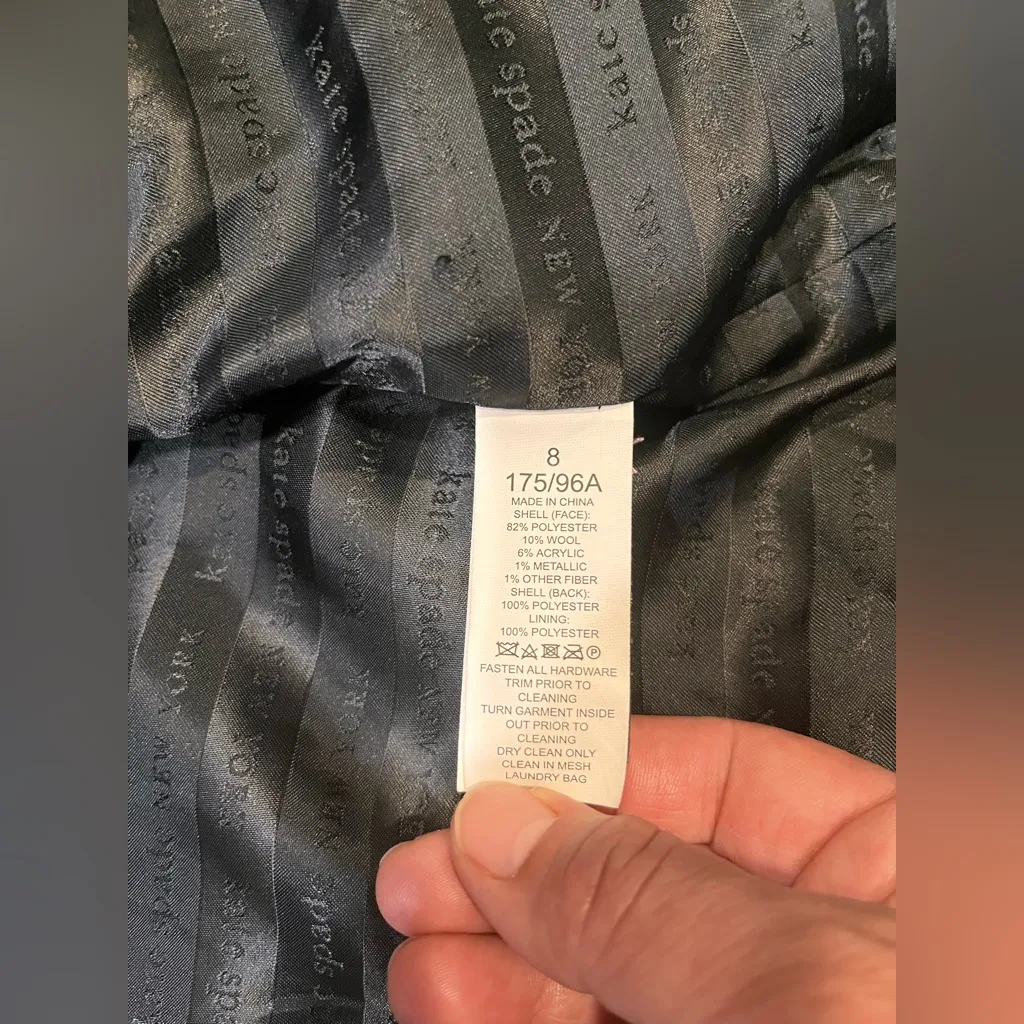 kate spade NEW YORK
kate spade
8
175/96A
MADE IN CHINA
SHELL (FACE):
82% POLYESTER
10% WOOL
6% ACRYLIC
1% METALLIC
1% OTHER FIBER
SHELL (BACK):
100% POLYESTER
LINING:
100% POLYESTER
P
FASTEN ALL HARDWARE
TRIM PRIOR TO
CLEANING
TURN GARMENT INSIDE
OUT PRIOR TO
CLEANING
DRY CLEAN ONLY
CLEAN IN MESH
LAUNDRY BAG